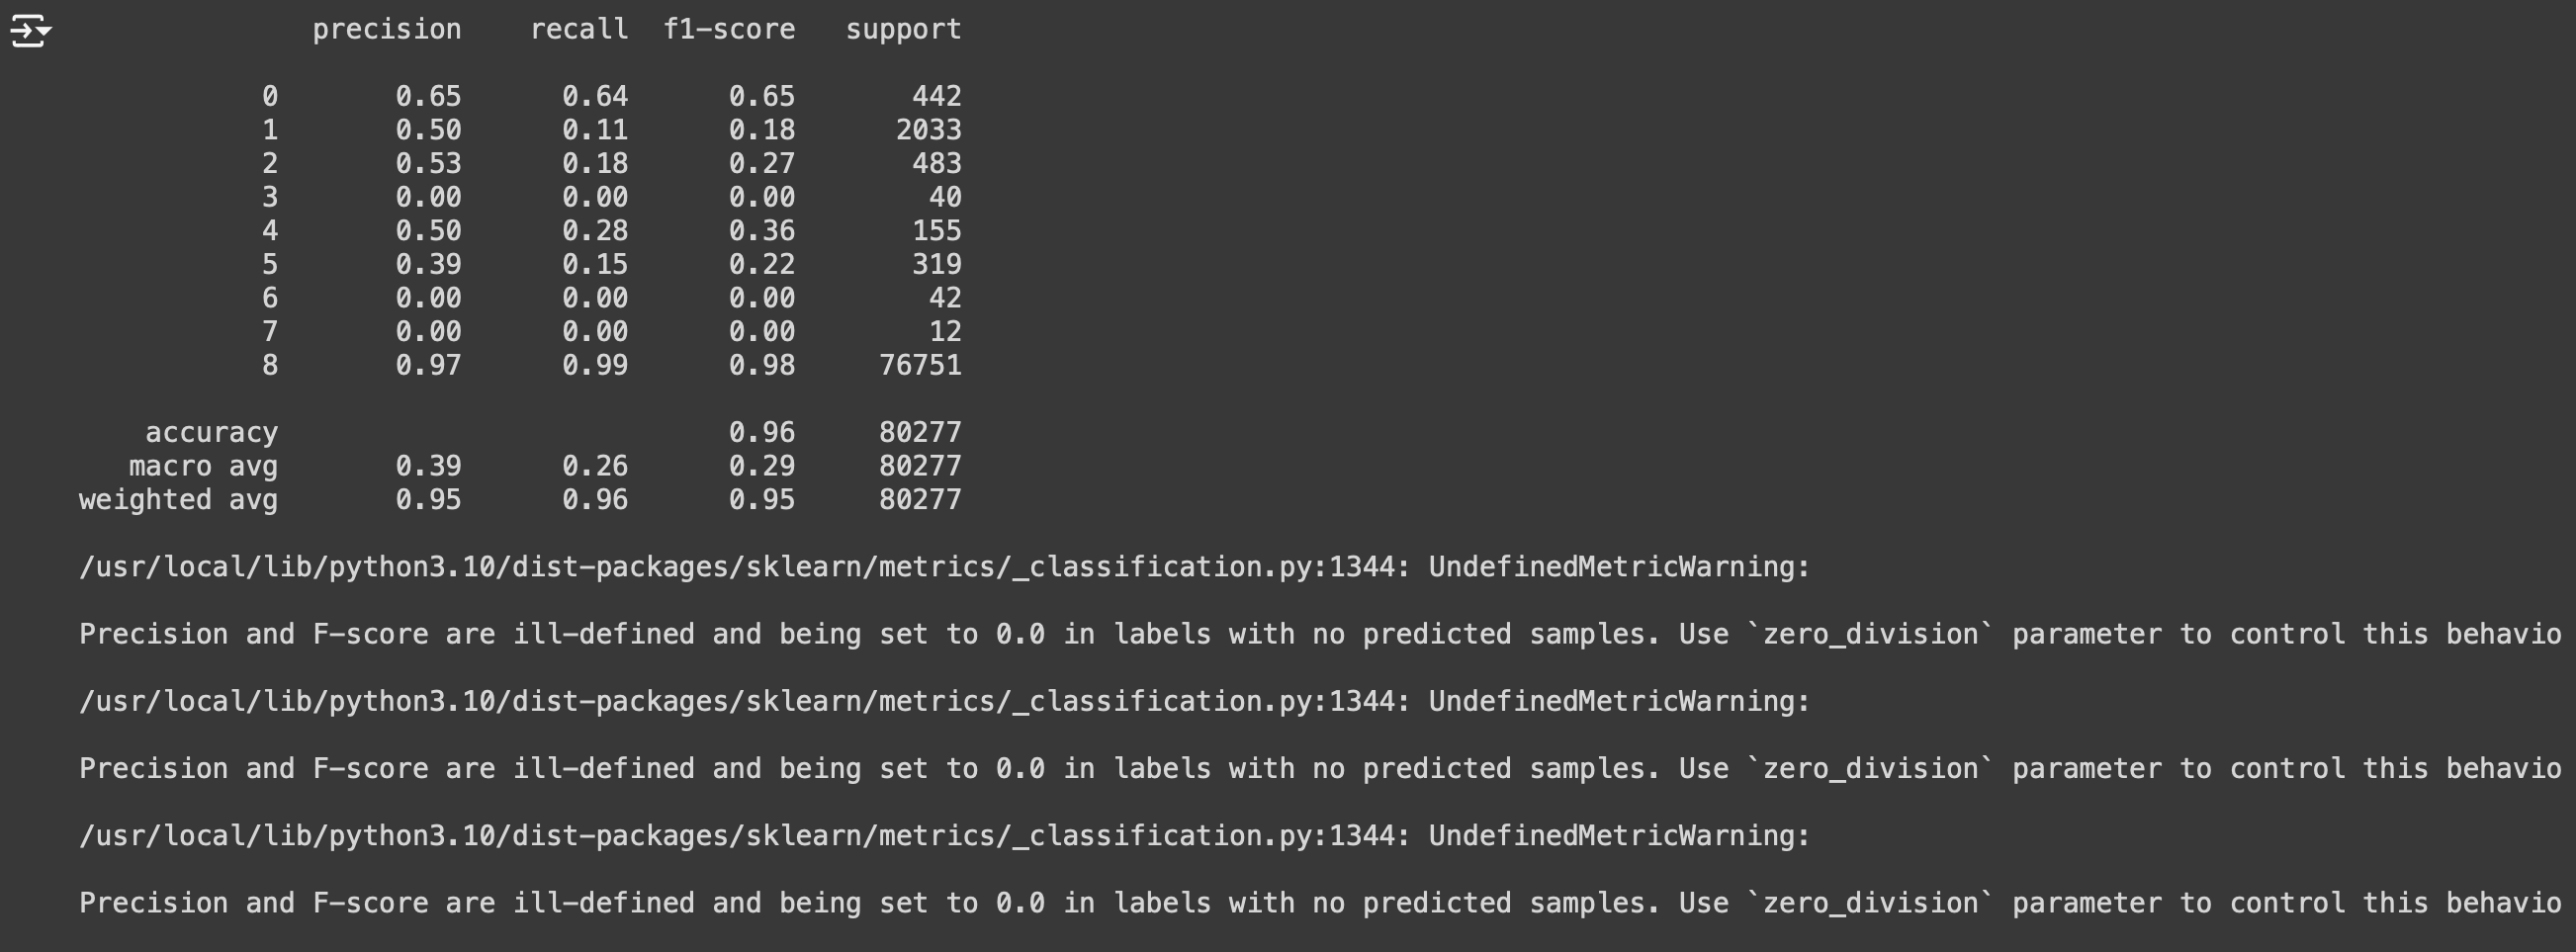 precision recall f1-score support
0 0.65 0.64 0.65 442
1 0.50 0.11 0.18 2033
2 0.53 0.18 0.27 483
3 0.00 0.00 0.00 40
4 0.50 0.28 0.36 155
5 0.39 0.15 0.22 319
6 0.00 0.00 0.00 42
7 0.00 0.00 0.00 12
8 0.97 0.99 0.98 76751
accuracy 0.96 80277
macro avg 0.39 0.26 0.29 80277
weighted avg 0.95 0.96 0.95 80277
/usr/local/lib/python3.10/dist-packages/sklearn/metrics/_classification.py:1344: UndefinedMetricWarning:
Precision and F-score are ill-defined and being set to 0.0 in labels with no predicted samples. Use `zero_division` parameter to control this behavio
/usr/local/lib/python3.10/dist-packages/sklearn/metrics/_classification.py:1344: UndefinedMetricWarning:
Precision and F-score are ill-defined and being set to 0.0 in labels with no predicted samples. Use `zero_division` parameter to control this behavio
/usr/local/lib/python3.10/dist-packages/sklearn/metrics/_classification.py:1344: UndefinedMetricWarning:
Precision and F-score are ill-defined and being set to 0.0 in labels with no predicted samples. Use `zero_division` parameter to control this behavio